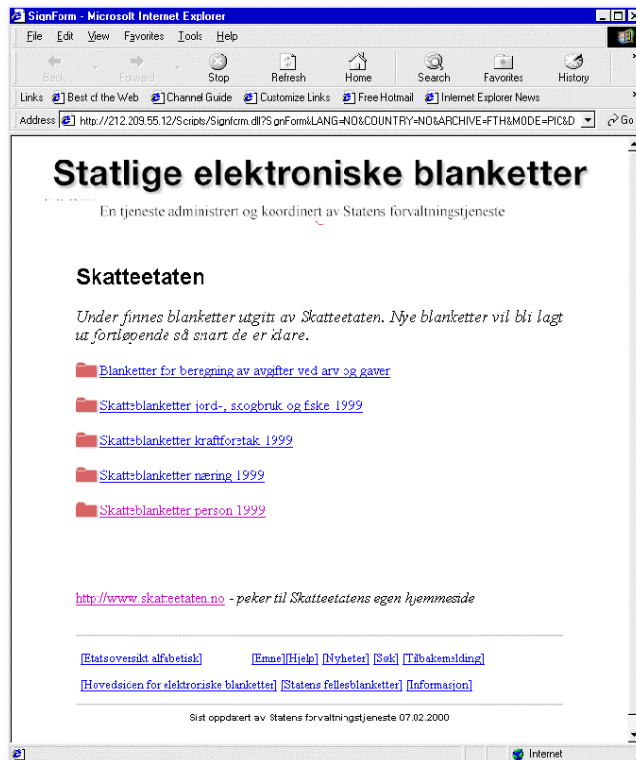 SignForm - Microsoft Internet Explorer
File Edit View Favorites Tools Help
Back Forward Stop Refresh Home Search Favorites History
Links Best of the Web Channel Guide Customize Links Free Hotmail Internet Explorer News
Address http://212.209.55.12/Scripts/Signform.dll?SignForm&LANG=NO&COUNTRY=NO&ARCHIVE=FTH&MODE=PIC&D Go
Statlige elektroniske blanketter
En tjeneste administrert og koordinert av Statens forvaltningstjeneste
Skatteetaten
Under finnes blanketter utgitt av Skatteetaten. Nye blanketter vil bli lagt
ut fortløpende så snart de er klare.
Blanketter for beregning av avgifter ved arv og gaver
Skatteblanketter jord-, skogbruk og fiske 1999
Skatteblanketter kraftforetak 1999
Skatteblanketter næring 1999
Skatteblanketter person 1999
http://www.skatteetaten.no - peker til Skatteetatens egen hjemmeside
[Etatsoversikt alfabetisk] [Emne][Hjelp] [Nyheter] [Søk] [Tilbakemelding]
[Hovedsiden for elektroniske blanketter] [Statens fellesblanketter] [Informasjon]
Sist oppdatert av Statens forvaltningstjeneste 07.02.2000
Internet